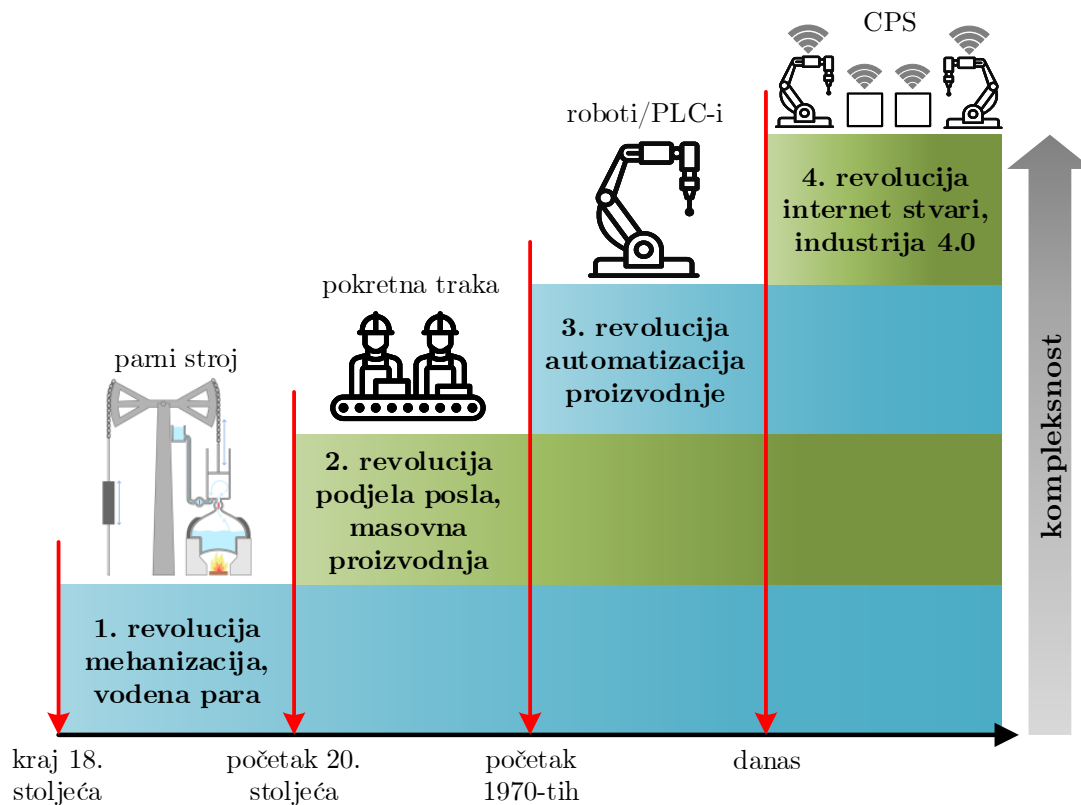 CPS
roboti/PLC-i
4. revolucija
internet stvari,
industrija 4.0
pokretna traka
3. revolucija
automatizacija
proizvodnje
parni stroj
2. revolucija
podjela posla,
masovna
proizvodnja
kompleksnost
1. revolucija
mehanizacija,
vodena para
kraj 18.
stoljeća
početak 20.
stoljeća
početak
1970-tih
danas